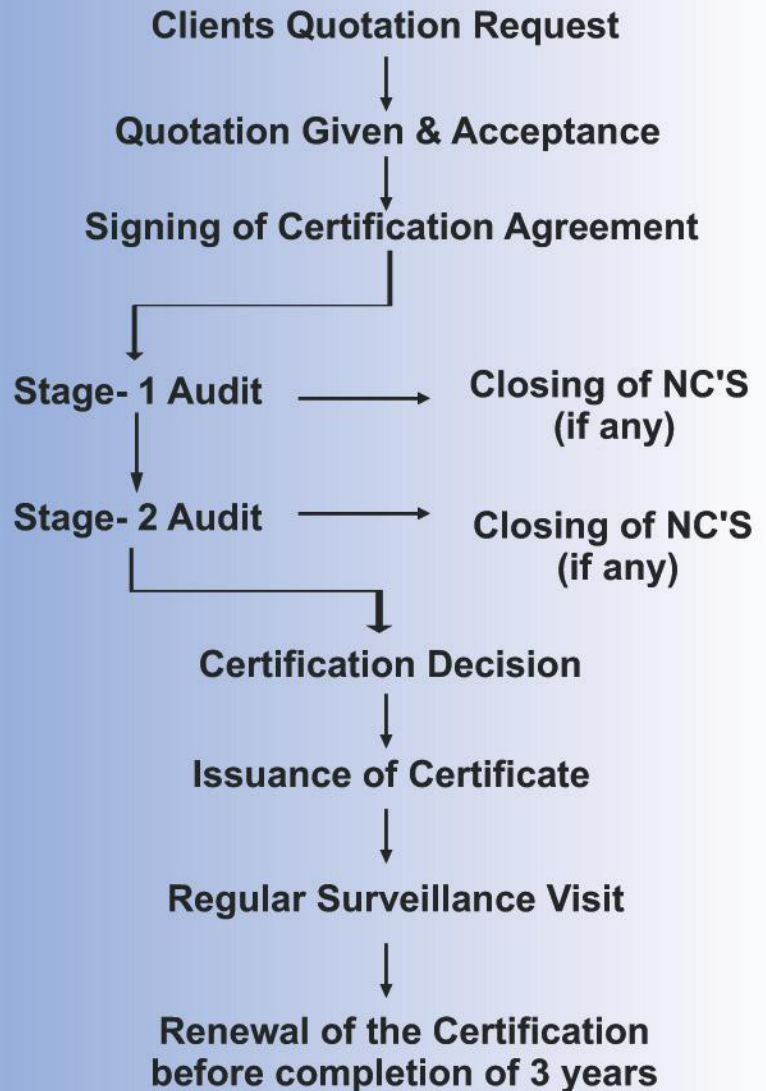 Clients Quotation Request
Quotation Given & Acceptance
Signing of Certification Agreement
Stage- 1 Audit
Closing of NC'S
(if any)
Stage- 2 Audit
Closing of NC'S
(if any)
Certification Decision
Issuance of Certificate
Regular Surveillance Visit
Renewal of the Certification
before completion of 3 years